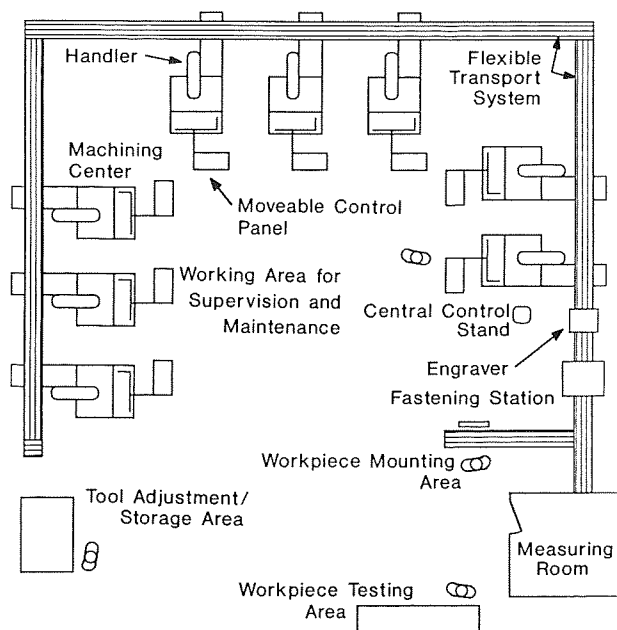 Handler
Flexible
Transport
System
Machining
Center
Moveable Control
Panel
Working Area for
Supervision and
Maintenance
Central Control
Stand
Engraver
Fastening Station
Workpiece Mounting
Area
Tool Adjustment/
Storage Area
Measuring
Room
Workpiece Testing
Area